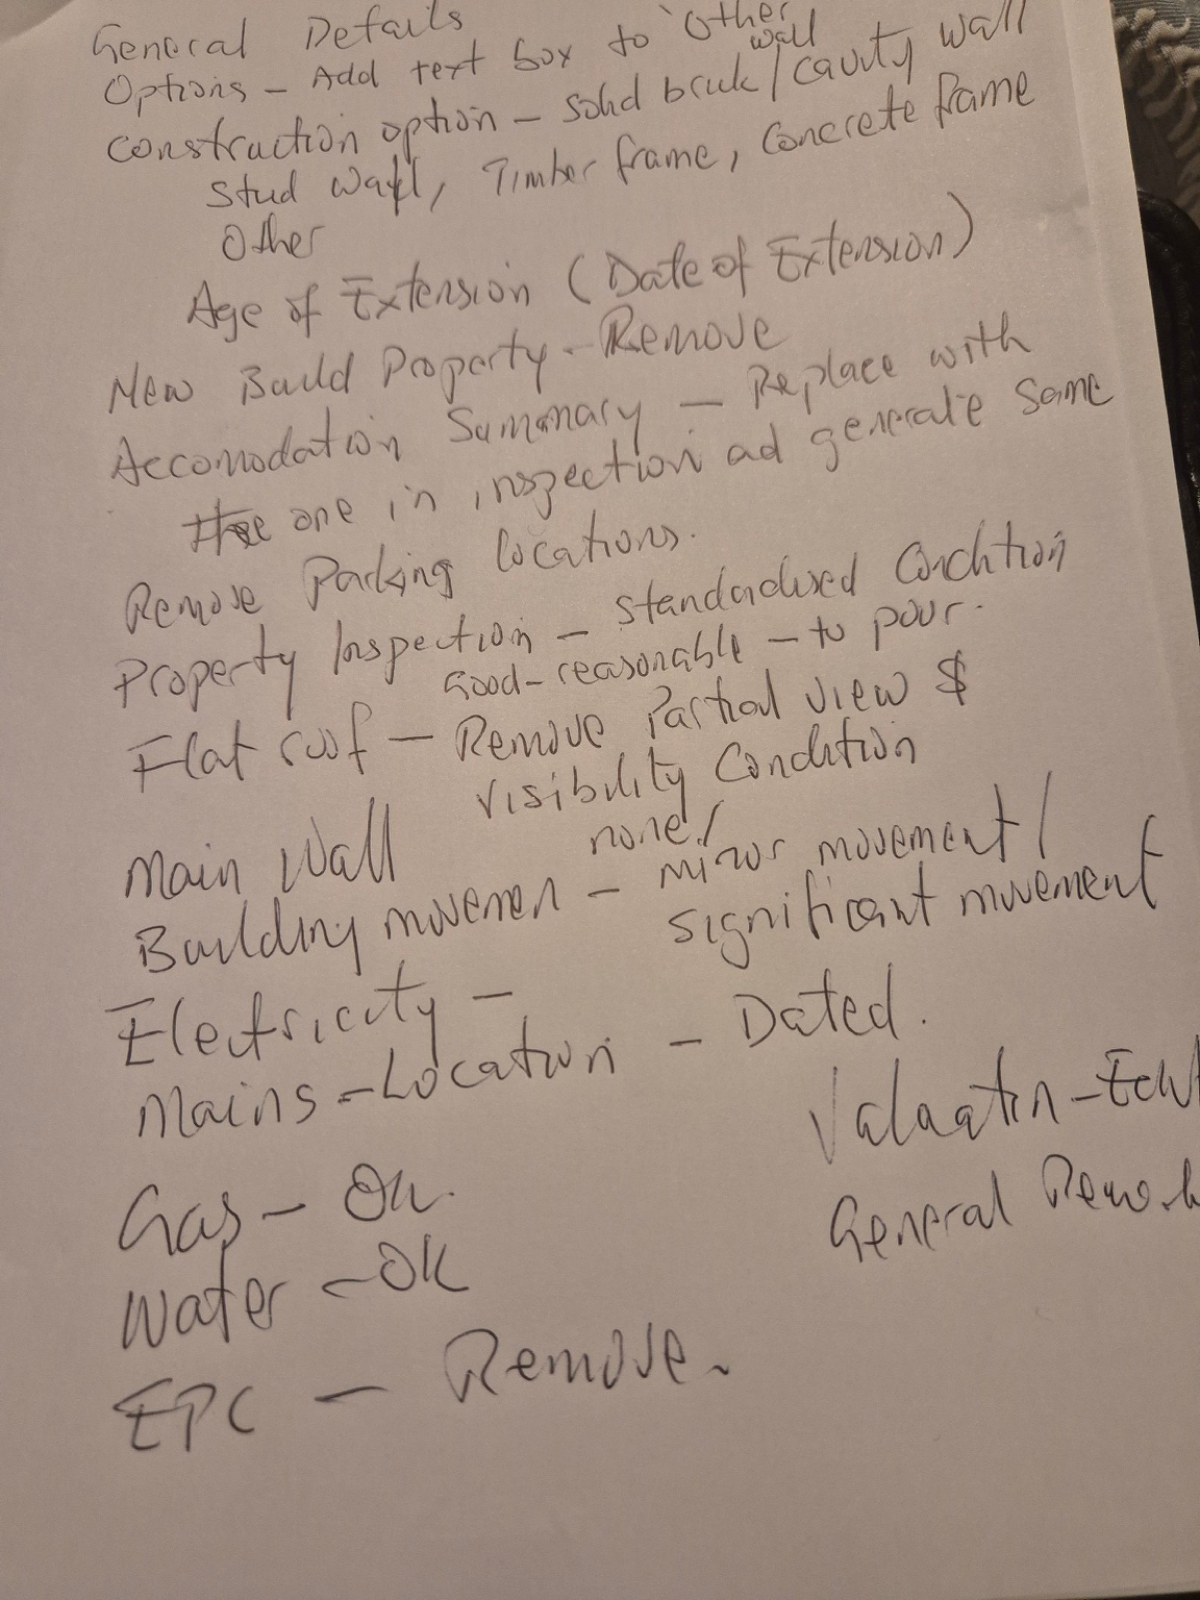 General Details
Options - Add text box to 'other
construction option - solid brick wall / cavity wall
stud wall, Timber frame, concrete frame
Other
Age of Extension (Date of Extension)
New Build Property - Remove
Accomodation Summary - Replace with
the one in inspection ad generate same
Remove Parking locations.
Property Inspection - standardised condition
Good - reasonable - to pour.
Flat roof - Remove Partial view $
visibility condition
Main Wall
none /
Building movemen - minor movement /
significant movement
Electricity -
Mains - Location - Dated.
Valaatin -
General
Gas - Ok.
Water - OK
EPC - Remove.